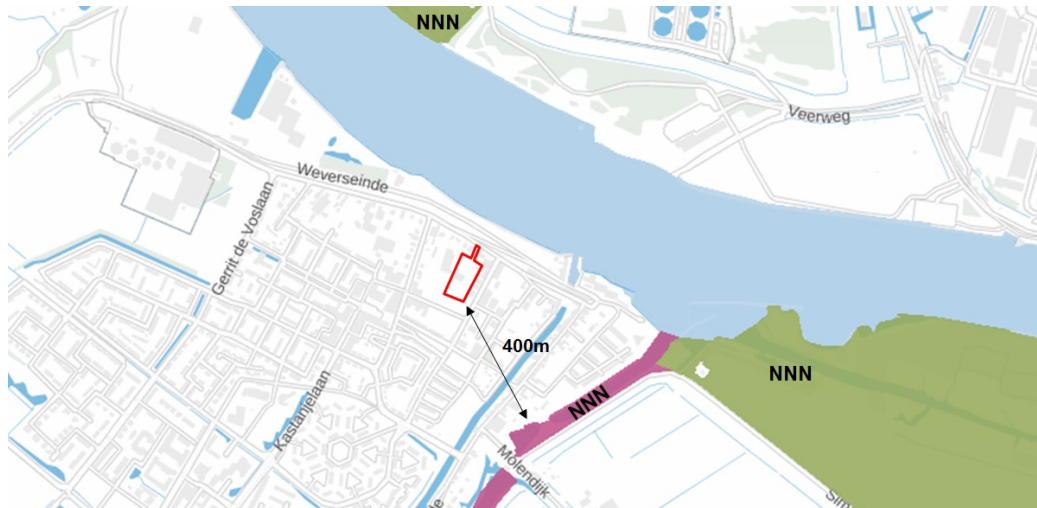 NNN
Veerweg
Weverseinde
Gerrit de Voslaan
400m
NNN
NNN
Kastanjelaan
Molendijk